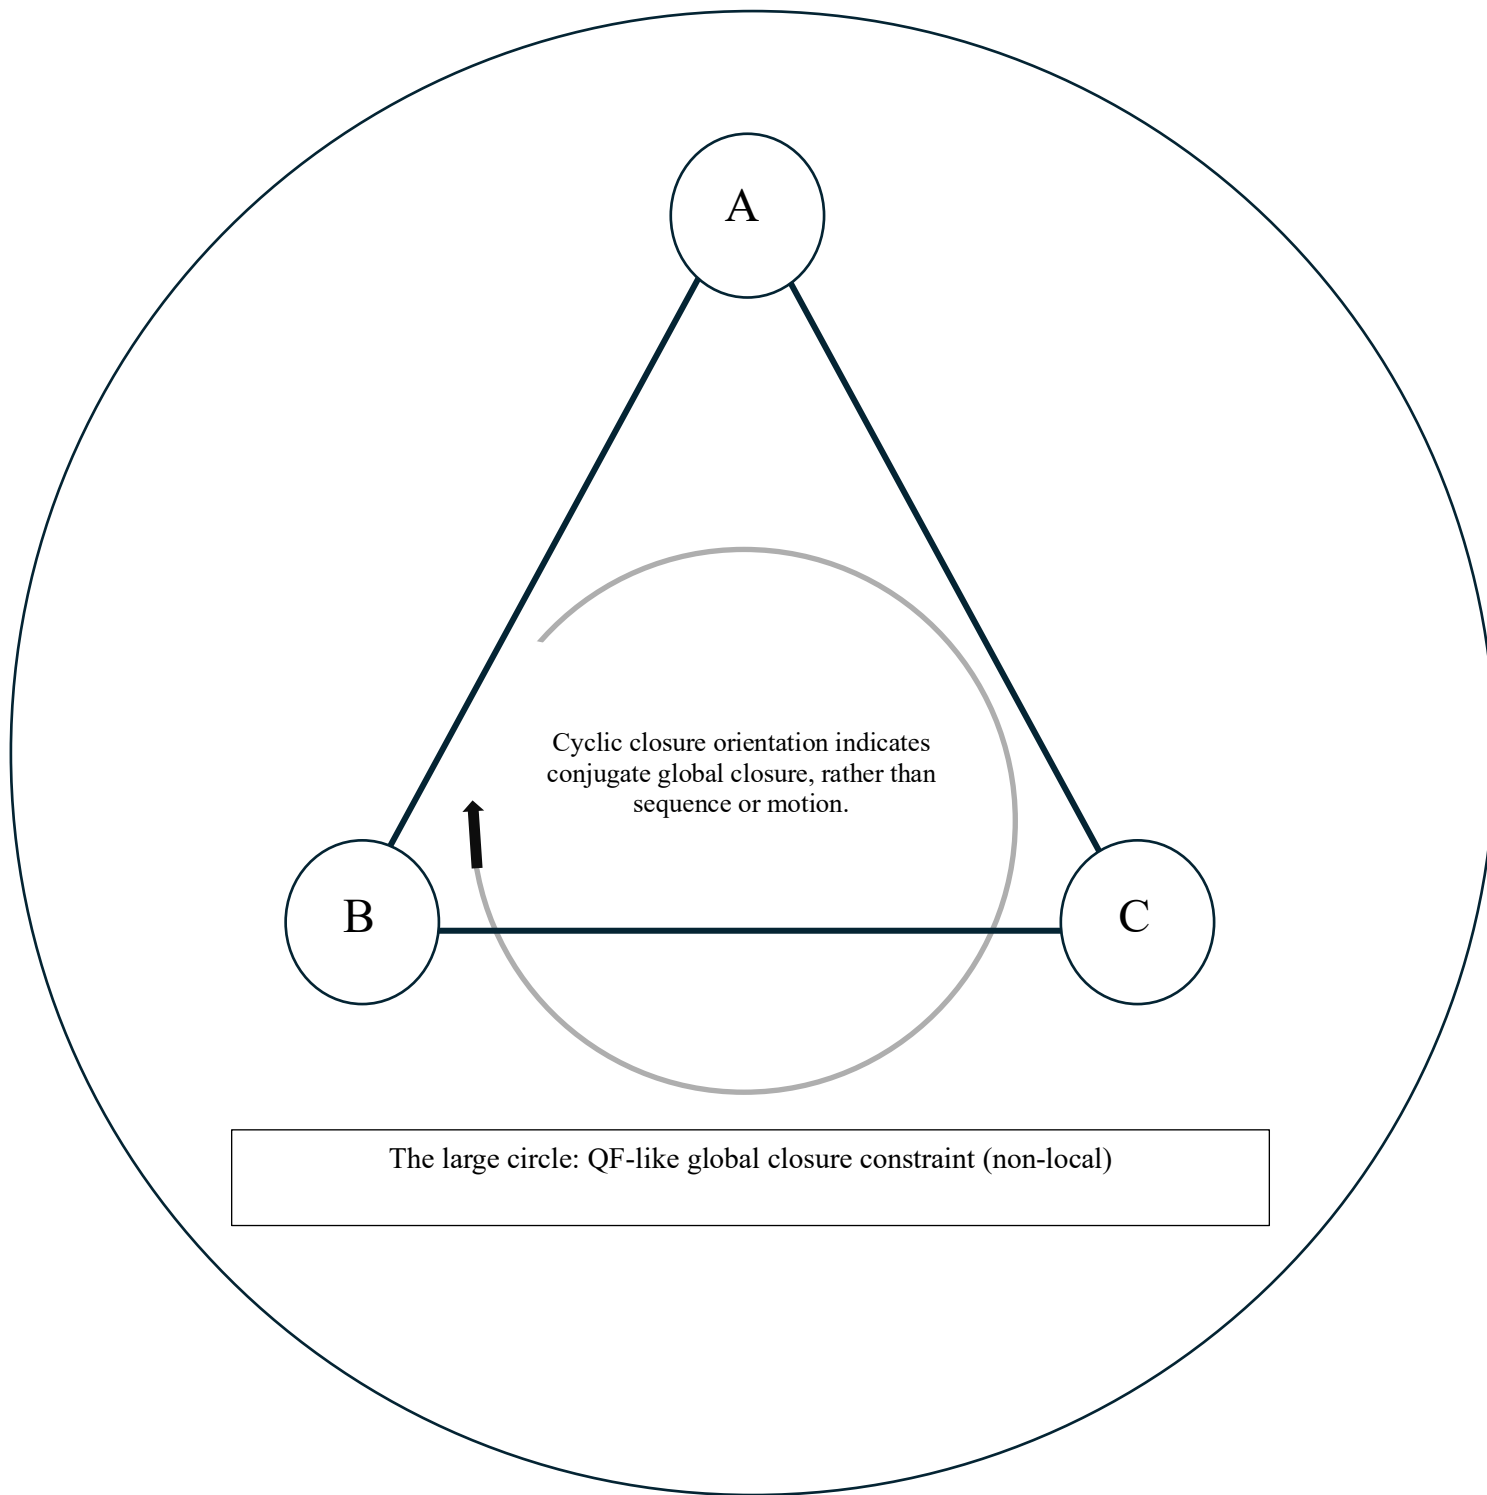 A
Cyclic closure orientation indicates
conjugate global closure, rather than
sequence or motion.
B
C
The large circle: QF-like global closure constraint (non-local)